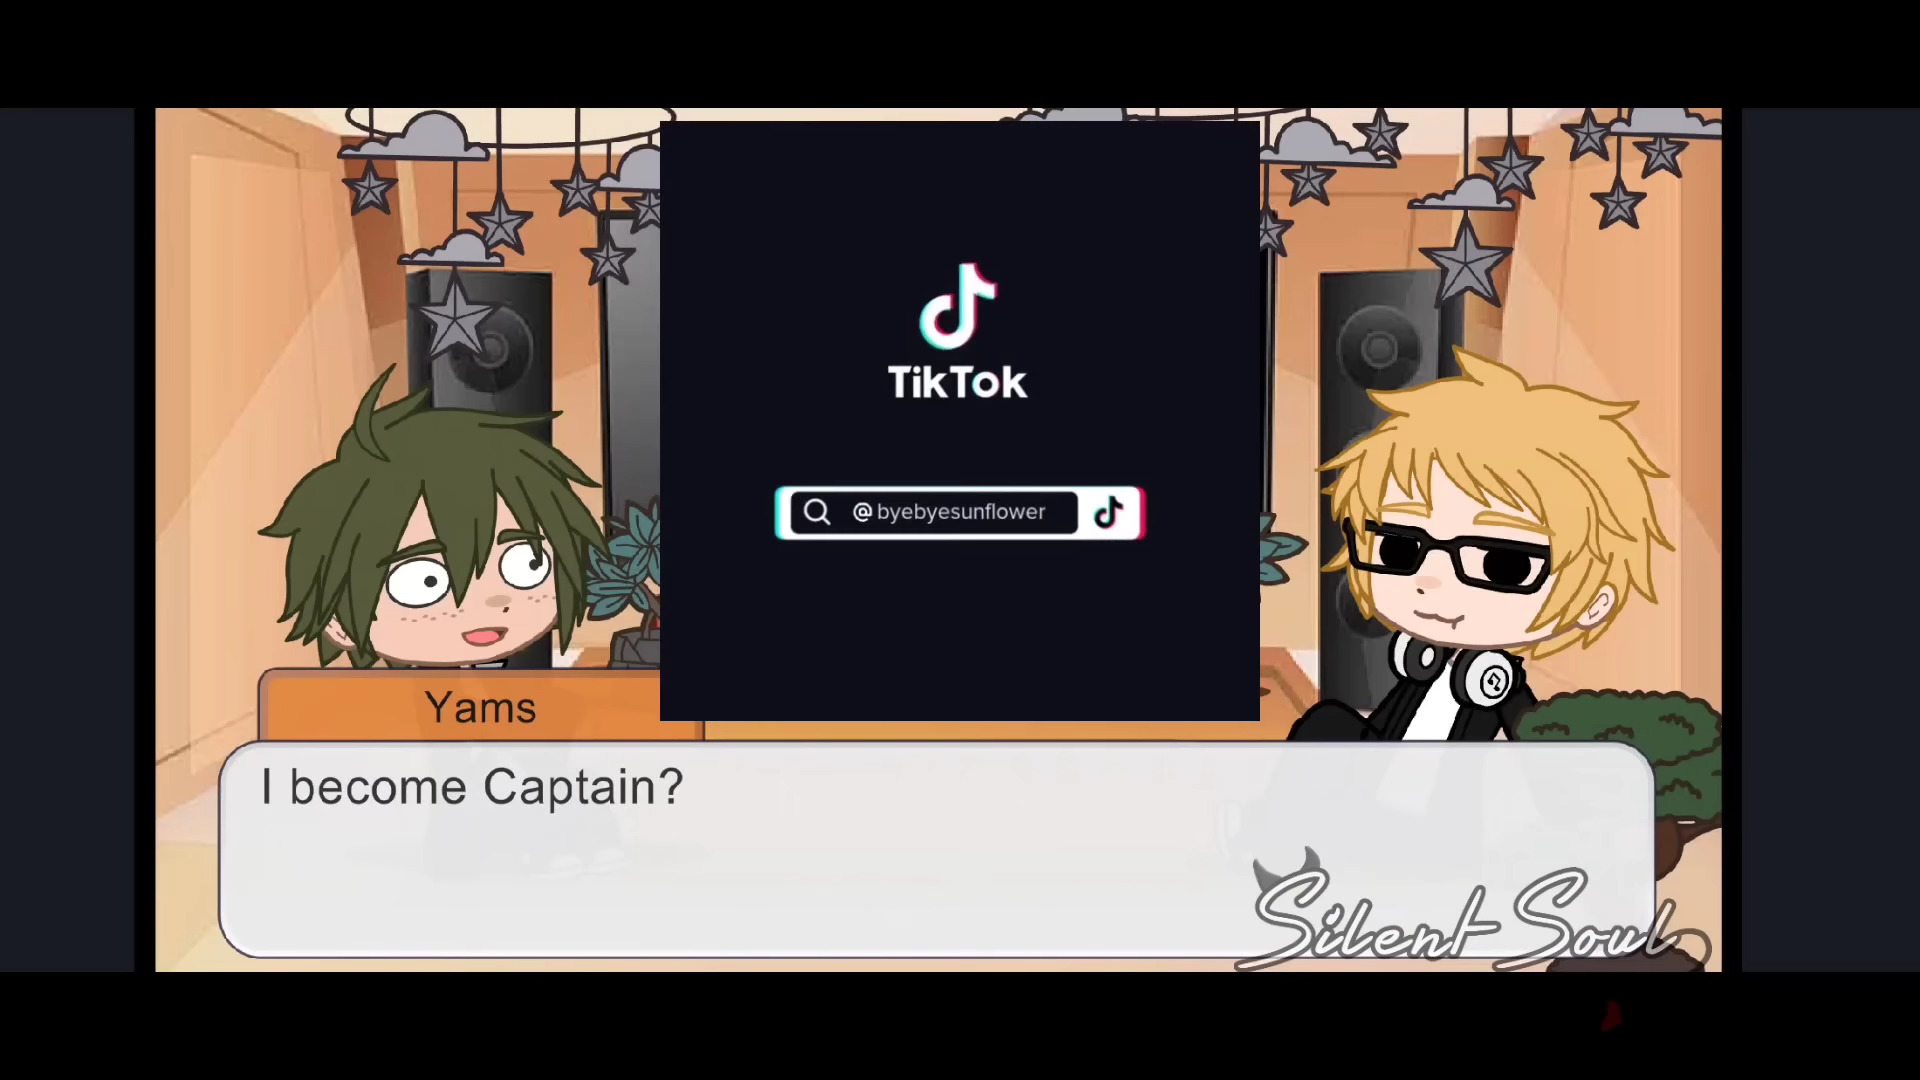 TikTok
@byebyesunflower
Yams
I become Captain?
Silent Soul